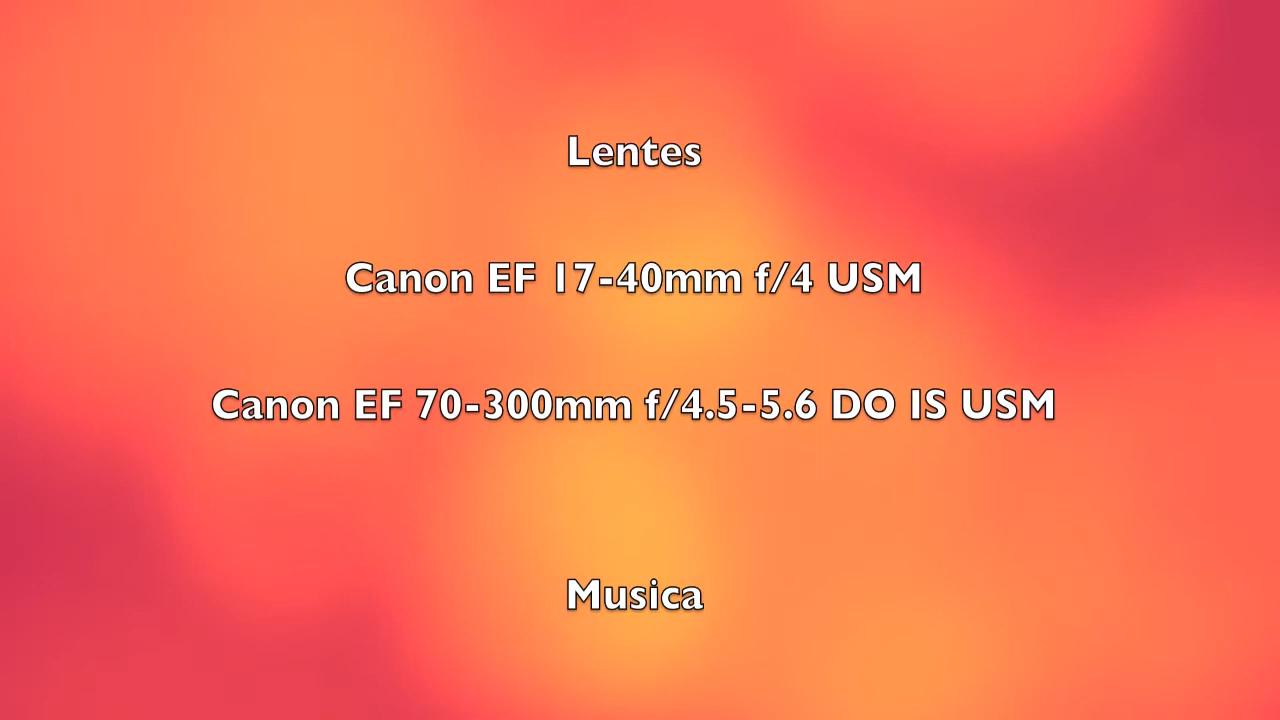 Lentes
Canon EF 17-40mm f/4 USM
Canon EF 70-300mm f/4.5-5.6 DO IS USM
Musica